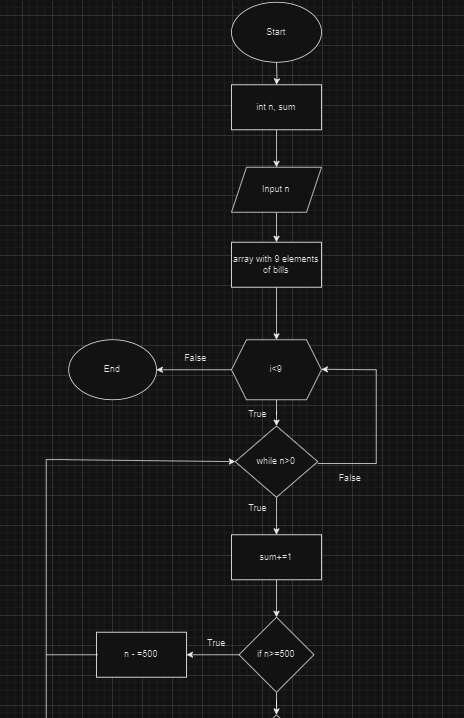 Start
int n, sum
Input n
array with 9 elements
of bills
End
False
i<9
True
while n>0
False
True
sum+=1
n - =500
True
if n>=500